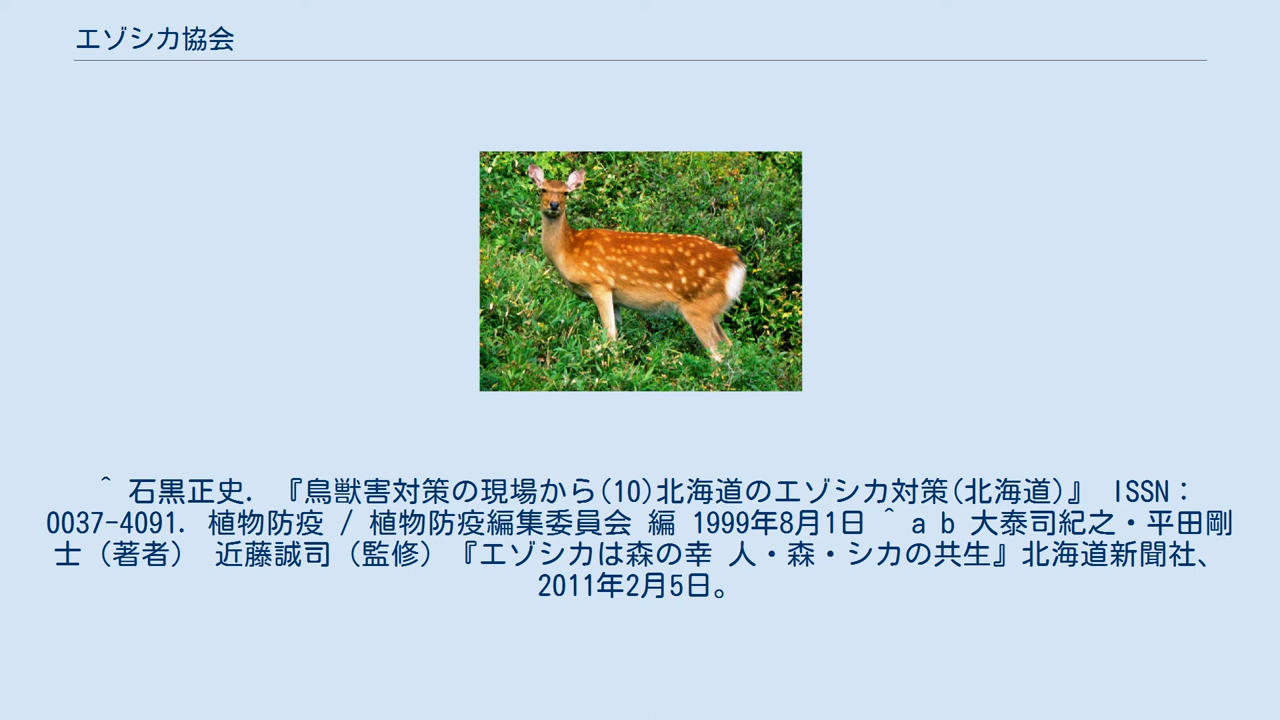 エゾシカ協会
^ 石黒正史. 『鳥獣害対策の現場から(10)北海道のエゾシカ対策(北海道)』 ISSN：
0037-4091. 植物防疫 / 植物防疫編集委員会 編 1999年8月1日 ^ a b 大泰司紀之・平田剛
士（著者） 近藤誠司（監修）『エゾシカは森の幸 人・森・シカの共生』北海道新聞社、
2011年2月5日。